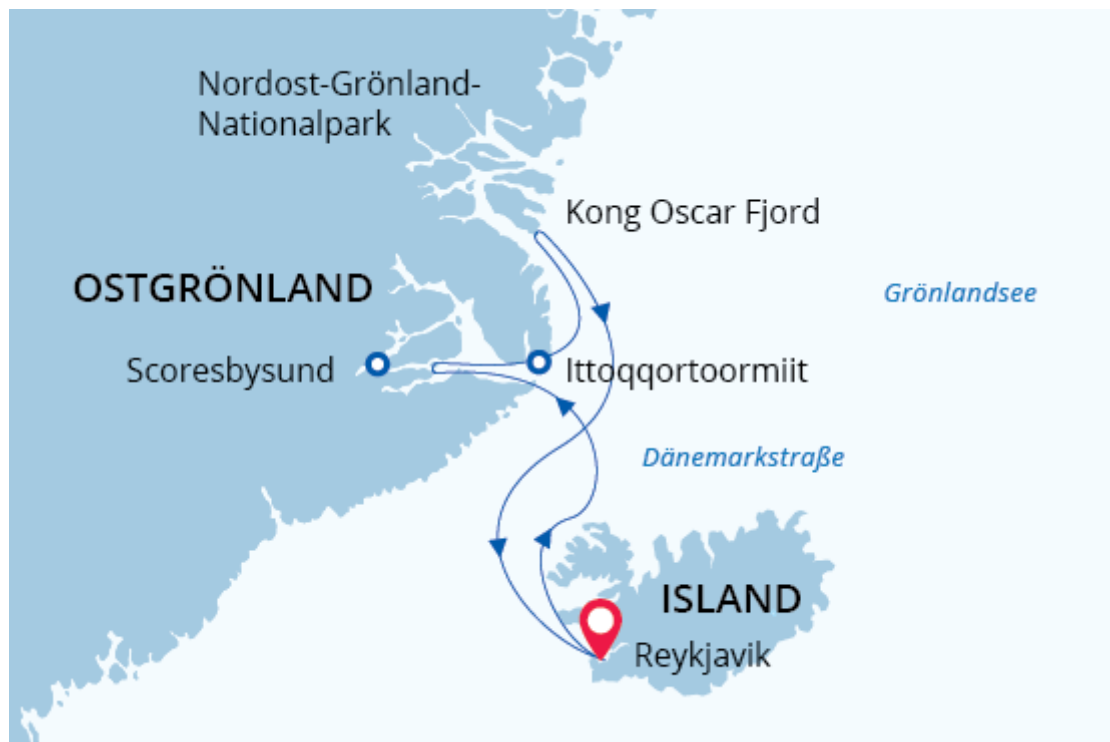 Nordost-Grönland-
Nationalpark
Kong Oscar Fjord
OSTGRÖNLAND
Grönlandsee
Scoresbysund
Ittoqqortoormiit
Dänemarkstraße
ISLAND
Reykjavik